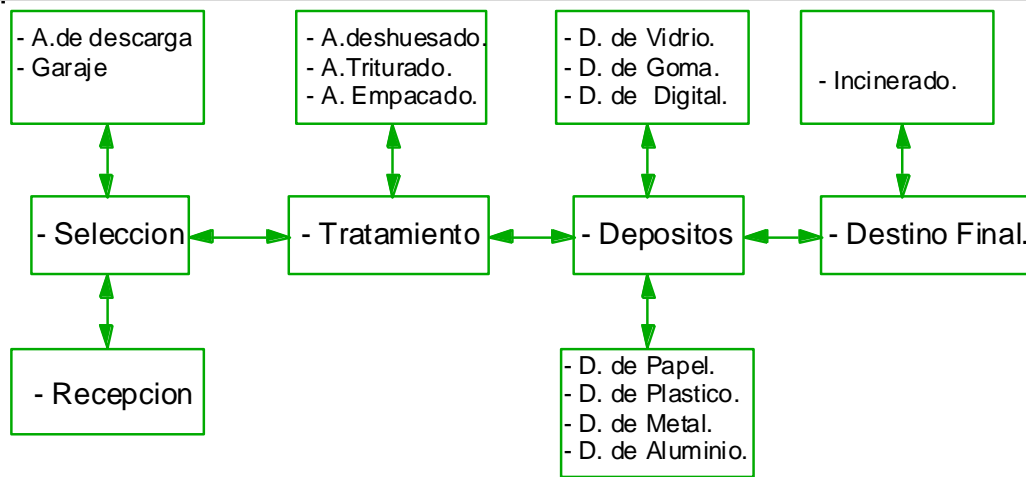 - A.de descarga
- Garaje
- A.deshuesado.
- A.Triturado.
- A. Empacado.
- D. de Vidrio.
- D. de Goma.
- D. de Digital.
- Incinerado.
- Seleccion
- Tratamiento
- Depositos
- Destino Final.
- Recepcion
- D. de Papel.
- D. de Plastico.
- D. de Metal.
- D. de Aluminio.